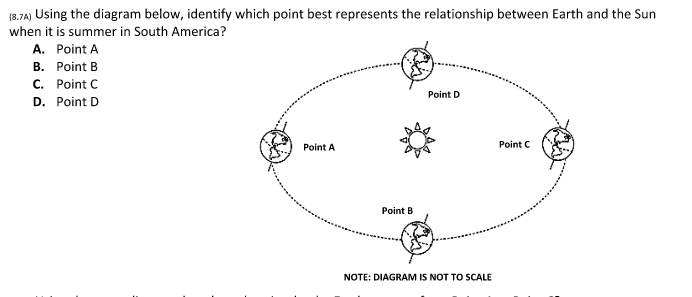 (8.7A) Using the diagram below, identify which point best represents the relationship between Earth and the Sun
when it is summer in South America?
A. Point A
B. Point B
C. Point C
D. Point D
Point D
Point A
Point C
Point B
NOTE: DIAGRAM IS NOT TO SCALE